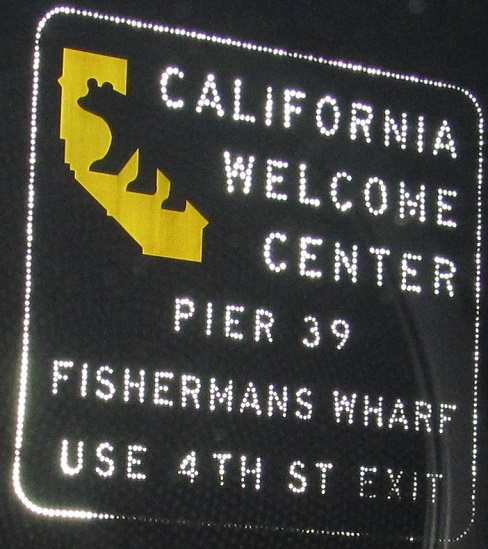 CALIFORNIA
WELCOME
CENTER
PIER 39
FISHERMANS WHARF
USE 4TH ST EXIT